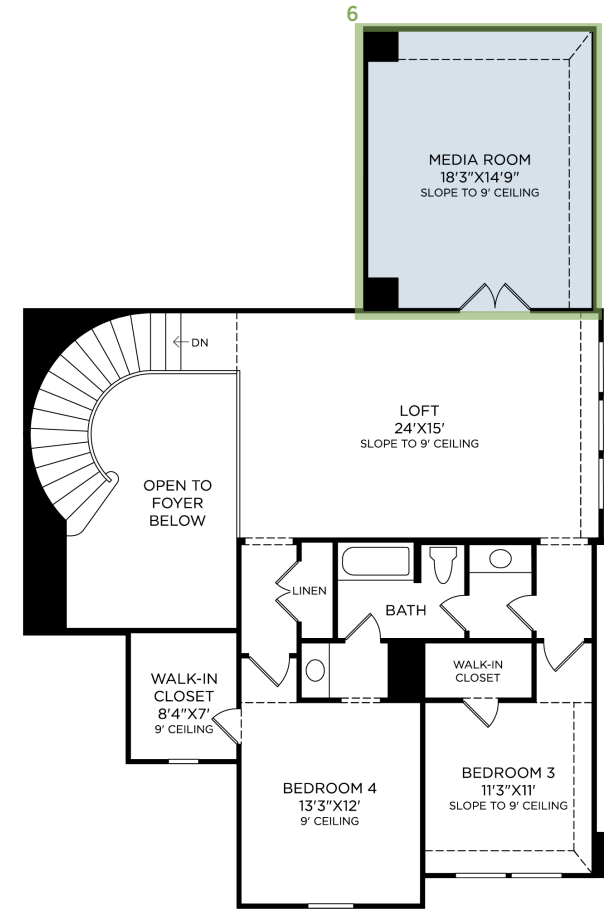 6
MEDIA ROOM
18'3"X14'9"
SLOPE TO 9' CEILING
DN
LOFT
24'X15'
SLOPE TO 9' CEILING
OPEN TO
FOYER
BELOW
LINEN
BATH
WALK-IN
CLOSET
WALK-IN
CLOSET
8'4"X7'
9' CEILING
BEDROOM 4
13'3"X12'
9' CEILING
BEDROOM 3
11'3"X11'
SLOPE TO 9' CEILING